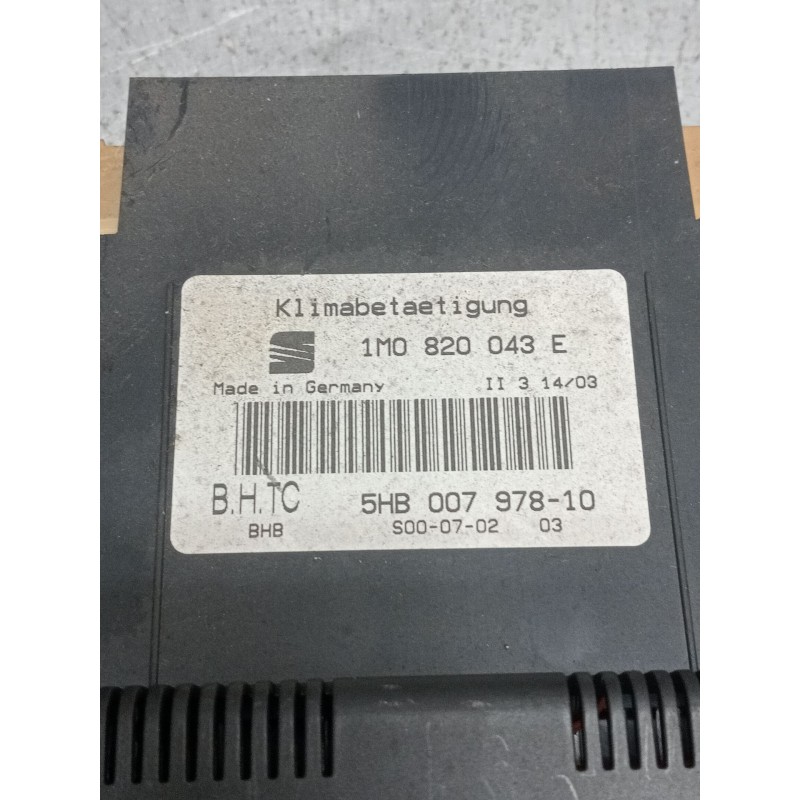 Klimabetaetigung
1M0 820 043 E
Made in Germany II 3 14/03
B.H.TC 5HB 007 978-10
BHB S00-07-02 03